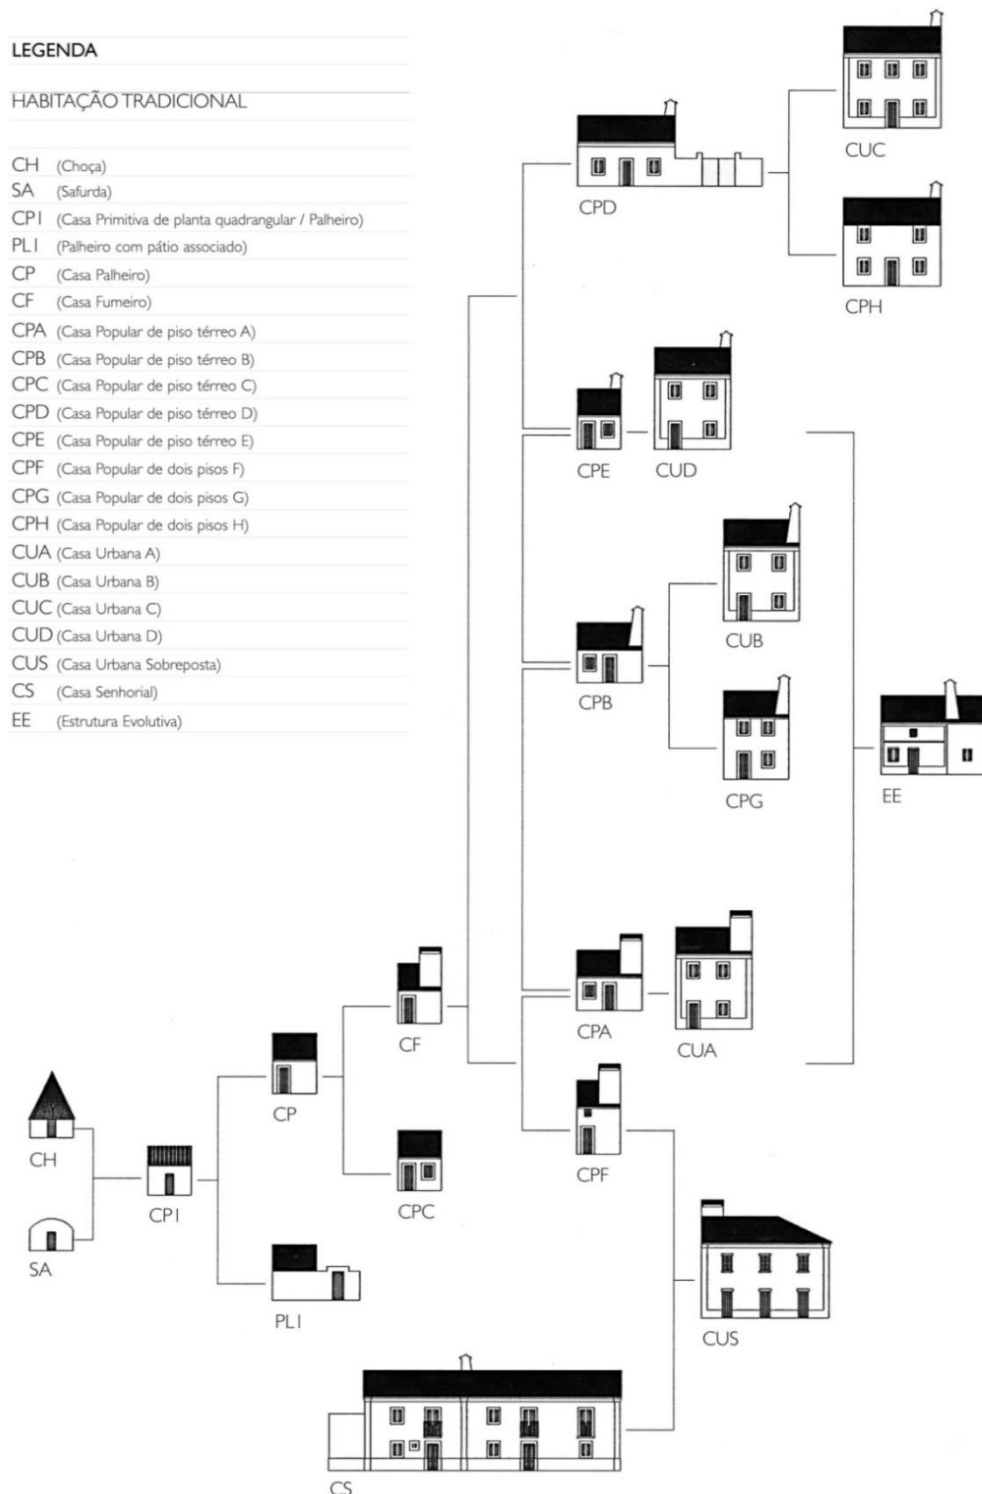 LEGENDA
HABITAÇÃO TRADICIONAL
CH (Choça)
SA (Safurda)
CP1 (Casa Primitiva de planta quadrangular / Palheiro)
PL1 (Palheiro com pátio associado)
CP (Casa Palheiro)
CF (Casa Fumeiro)
CPA (Casa Popular de piso térreo A)
CPB (Casa Popular de piso térreo B)
CPC (Casa Popular de piso térreo C)
CPD (Casa Popular de piso térreo D)
CPE (Casa Popular de piso térreo E)
CPF (Casa Popular de dois pisos F)
CPG (Casa Popular de dois pisos G)
CPH (Casa Popular de dois pisos H)
CUA (Casa Urbana A)
CUB (Casa Urbana B)
CUC (Casa Urbana C)
CUD (Casa Urbana D)
CUS (Casa Urbana Sobreposta)
CS (Casa Senhorial)
EE (Estrutura Evolutiva)
CUC
CPD
CPH
CPE
CUD
CUB
CPB
CPG
EE
CF
CPA
CUA
CP
CH
CPC
CPF
CP1
SA
PL1
CUS
CS